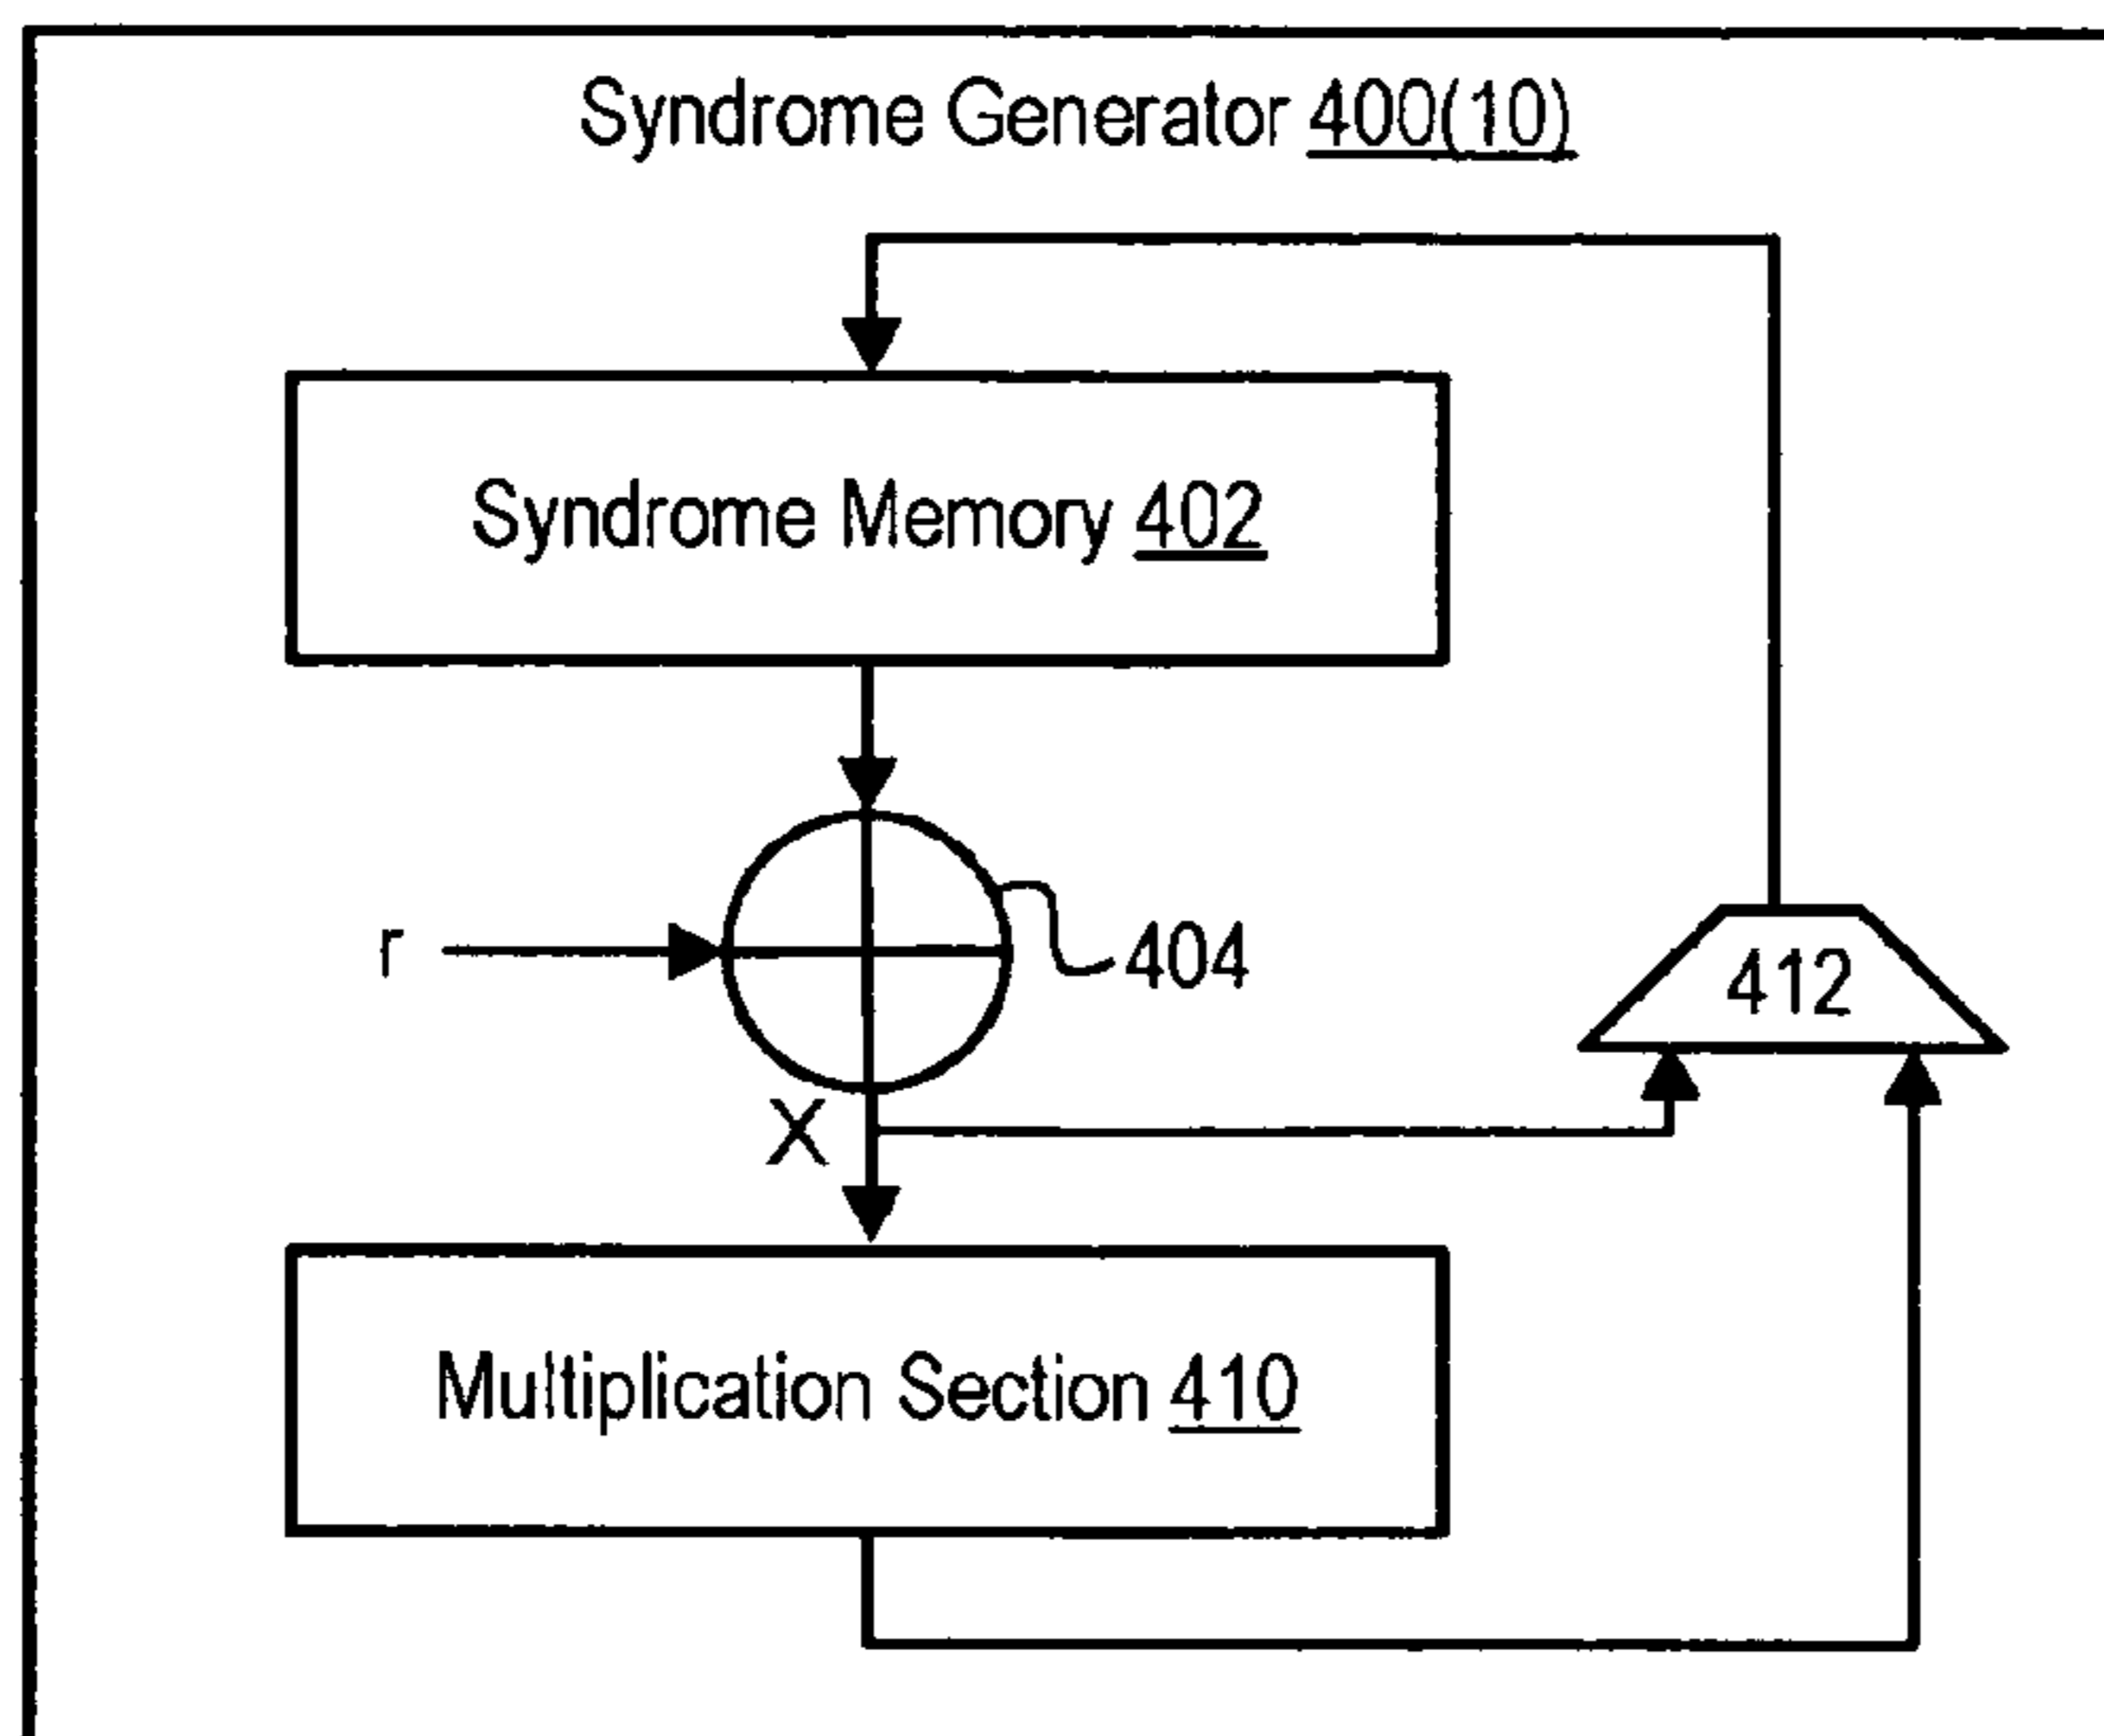 Syndrome Generator 400(10)
Syndrome Memory 402
r
404
412
X
Multiplication Section 410